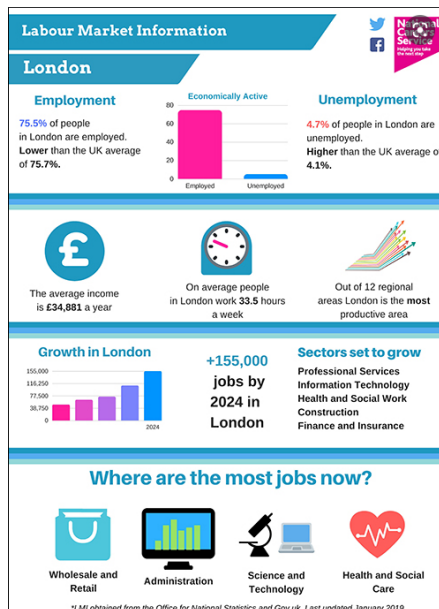 Labour Market Information
National
Careers
Service
Helping you take
the next step
London
Employment
75.5% of people
in London are employed.
Lower than the UK average
of 75.7%.
Economically Active
80
60
40
20
0
Employed
Unemployed
Unemployment
4.7% of people in London are
unemployed.
Higher than the UK average of
4.1%.
£
The average income
is £34,881 a year
On average people
in London work 33.5 hours
a week
Out of 12 regional
areas London is the most
productive area
Growth in London
155,000
116,250
77,500
38,750
0
2024
+155,000
jobs by
2024 in
London
Sectors set to grow
Professional Services
Information Technology
Health and Social Work
Construction
Finance and Insurance
Where are the most jobs now?
Wholesale and
Retail
Administration
Science and
Technology
Health and Social
Care
*LMI obtained from the Office for National Statistics and Gov.uk. Last updated January 2019